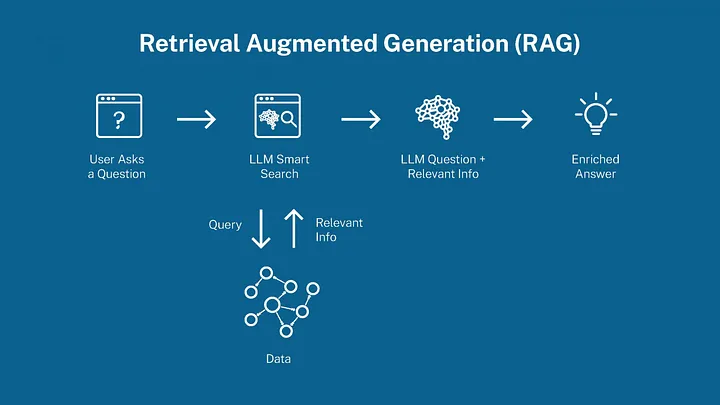 Retrieval Augmented Generation (RAG)
?
User Asks
a Question
LLM Smart
Search
LLM Question +
Relevant Info
Enriched
Answer
Query
Relevant
Info
Data